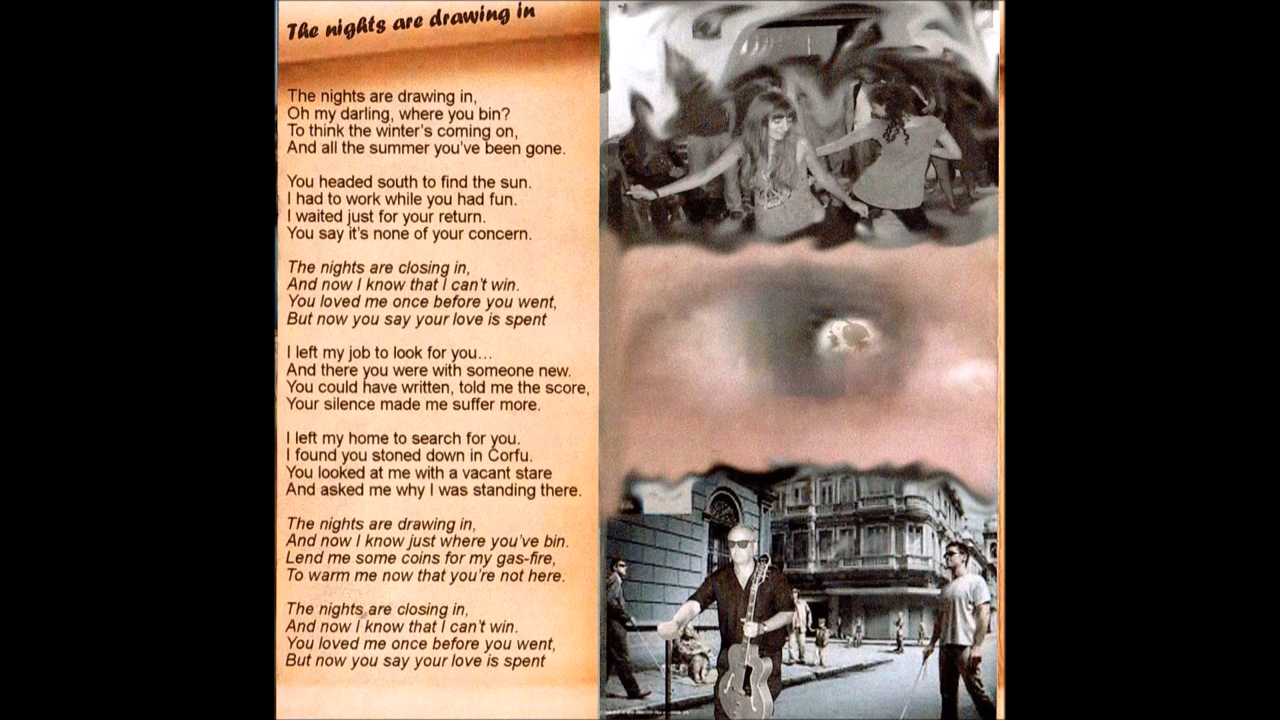 The nights are drawing in
The nights are drawing in,
Oh my darling, where you bin?
To think the winter's coming on,
And all the summer you've been gone.
You headed south to find the sun.
I had to work while you had fun.
I waited just for your return.
You say it's none of your concern.
The nights are closing in,
And now I know that I can't win.
You loved me once before you went,
But now you say your love is spent
I left my job to look for you…
And there you were with someone new.
You could have written, told me the score,
Your silence made me suffer more.
I left my home to search for you.
I found you stoned down in Corfu.
You looked at me with a vacant stare
And asked me why I was standing there.
The nights are drawing in,
And now I know just where you've bin.
Lend me some coins for my gas-fire,
To warm me now that you're not here.
The nights are closing in,
And now I know that I can't win.
You loved me once before you went,
But now you say your love is spent